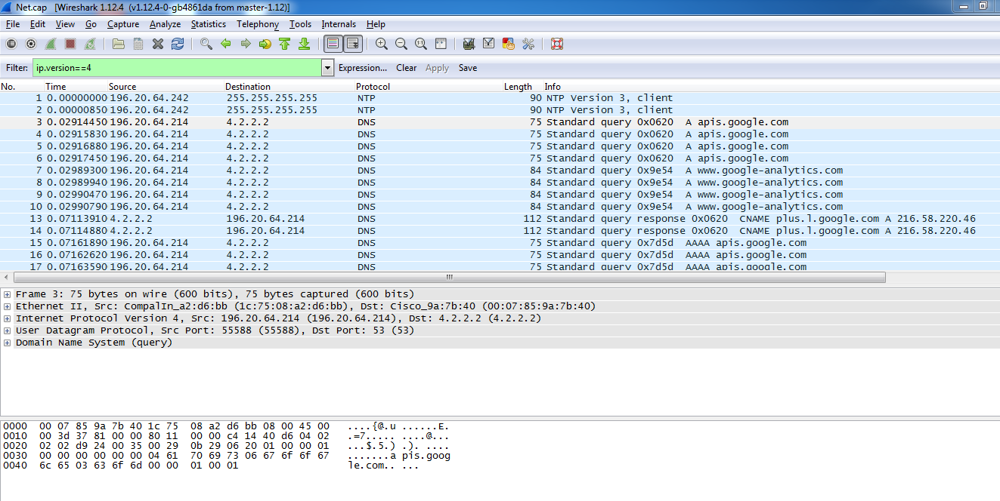 Net.cap [Wireshark 1.12.4 (v1.12.4-0-gb4861da from master-1.12)]
File Edit View Go Capture Analyze Statistics Telephony Tools Internals Help
Filter: ip.version==4 Expression... Clear Apply Save
No. Time Source Destination Protocol Length Info
1 0.00000000 196.20.64.242 255.255.255.255 NTP 90 NTP Version 3, client
2 0.00000850 196.20.64.242 255.255.255.255 NTP 90 NTP Version 3, client
3 0.02914450 196.20.64.214 4.2.2.2 DNS 75 Standard query 0x0620 A apis.google.com
4 0.02915830 196.20.64.214 4.2.2.2 DNS 75 Standard query 0x0620 A apis.google.com
5 0.02916880 196.20.64.214 4.2.2.2 DNS 75 Standard query 0x0620 A apis.google.com
6 0.02917450 196.20.64.214 4.2.2.2 DNS 75 Standard query 0x0620 A apis.google.com
7 0.02989300 196.20.64.214 4.2.2.2 DNS 84 Standard query 0x9e54 A www.google-analytics.com
8 0.02989940 196.20.64.214 4.2.2.2 DNS 84 Standard query 0x9e54 A www.google-analytics.com
9 0.02990470 196.20.64.214 4.2.2.2 DNS 84 Standard query 0x9e54 A www.google-analytics.com
10 0.02990790 196.20.64.214 4.2.2.2 DNS 84 Standard query 0x9e54 A www.google-analytics.com
13 0.07113910 4.2.2.2 196.20.64.214 DNS 112 Standard query response 0x0620 CNAME plus.l.google.com A 216.58.220.46
14 0.07114880 4.2.2.2 196.20.64.214 DNS 112 Standard query response 0x0620 CNAME plus.l.google.com A 216.58.220.46
15 0.07161890 196.20.64.214 4.2.2.2 DNS 75 Standard query 0x7d5d AAAA apis.google.com
16 0.07162620 196.20.64.214 4.2.2.2 DNS 75 Standard query 0x7d5d AAAA apis.google.com
17 0.07163590 196.20.64.214 4.2.2.2 DNS 75 Standard query 0x7d5d AAAA apis.google.com
Frame 3: 75 bytes on wire (600 bits), 75 bytes captured (600 bits)
Ethernet II, Src: CompalIn_a2:d6:bb (1c:75:08:a2:d6:bb), Dst: Cisco_9a:7b:40 (00:07:85:9a:7b:40)
Internet Protocol Version 4, Src: 196.20.64.214 (196.20.64.214), Dst: 4.2.2.2 (4.2.2.2)
User Datagram Protocol, Src Port: 55588 (55588), Dst Port: 53 (53)
Domain Name System (query)
0000 00 07 85 9a 7b 40 1c 75 08 a2 d6 bb 08 00 45 00 ....{@.u ......E.
0010 00 3d 37 81 00 00 80 11 00 00 c4 14 40 d6 04 02 .=7..... ....@...
0020 02 02 d9 24 00 35 00 29 0b 29 06 20 01 00 00 01 ...$.5.) .). ....
0030 00 00 00 00 00 00 04 61 70 69 73 06 67 6f 6f 67 .......a pis.goog
0040 6c 65 03 63 6f 6d 00 00 01 00 01 le.com.. ...